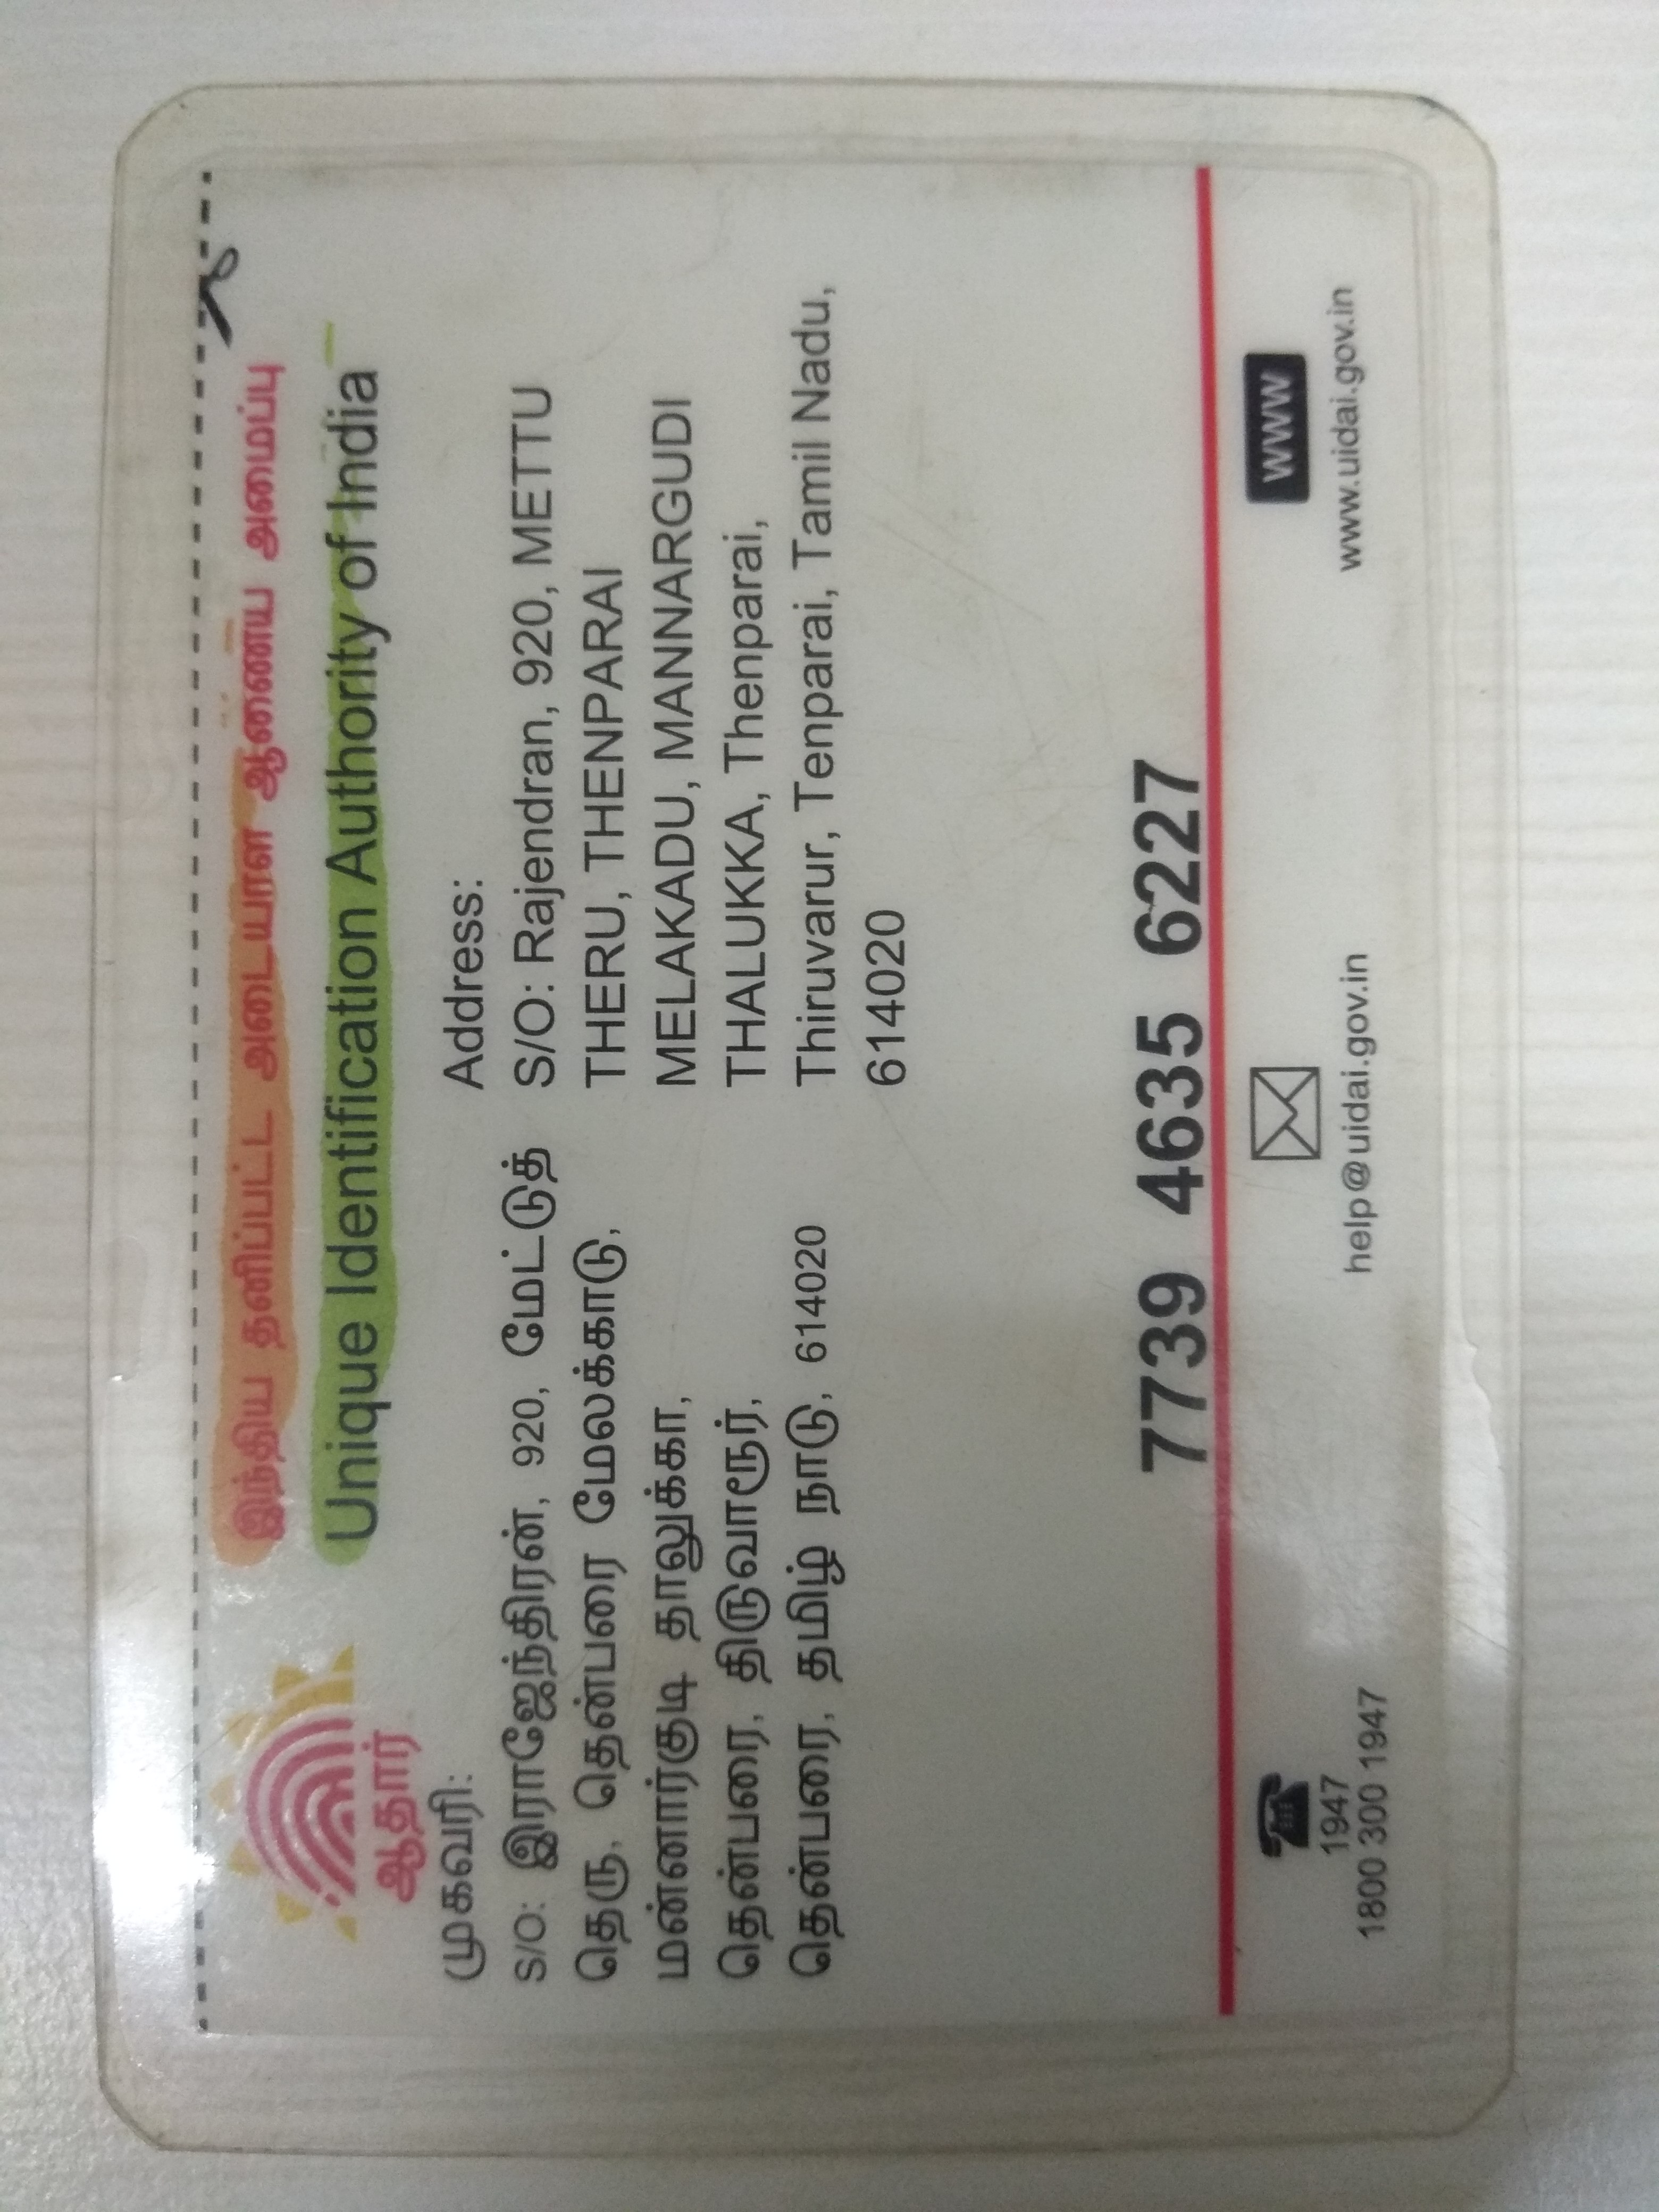 இந்திய தனிப்பட்ட அடையாள ஆணைய அமைப்பு
Unique Identification Authority of India
ஆதார்
முகவரி:
S/O: இராஜேந்திரன், 920, மேட்டுத்
தெரு, தென்பரை மேலக்காடு,
மன்னார்குடி தாலுக்கா,
தென்பரை, திருவாரூர்,
தென்பரை, தமிழ் நாடு, 614020
Address:
S/O: Rajendran, 920, METTU
THERU, THENPARAI
MELAKADU, MANNARGUDI
THALUKKA, Thenparai,
Thiruvarur, Tenparai, Tamil Nadu,
614020
7739 4635 6227
1947
1800 300 1947
help@uidai.gov.in
WWW
www.uidai.gov.in